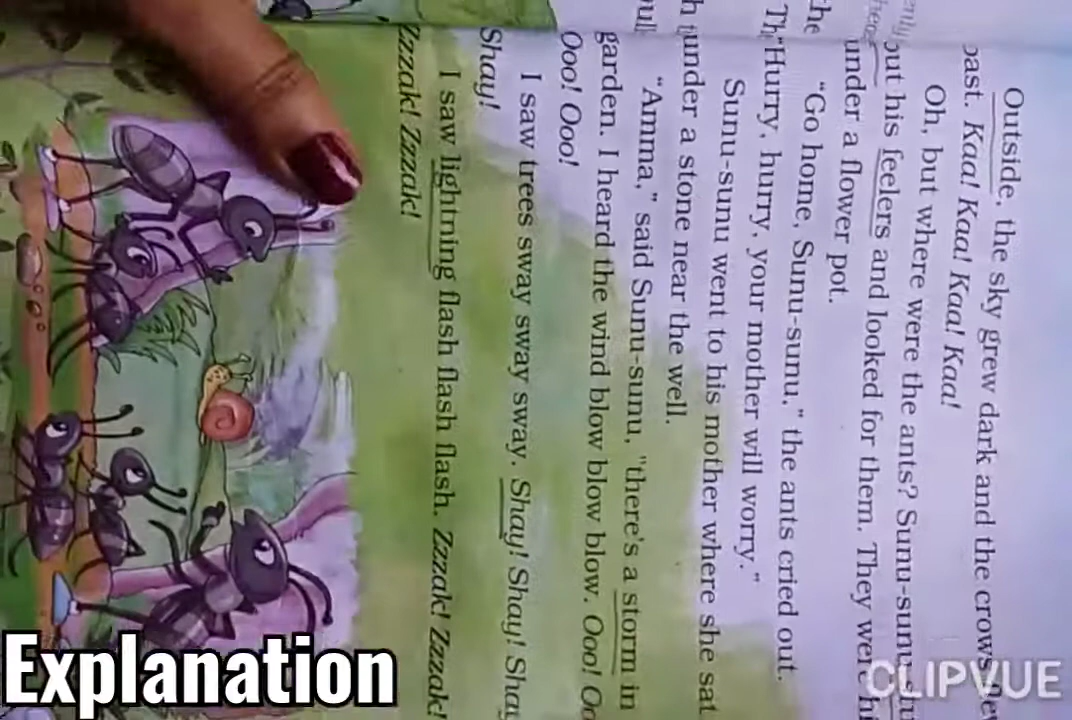 Outside, the sky grew dark and the crows
past. Kaa! Kaa! Kaa! Kaa!
Oh, but where were the ants? Sunu-sunu
out his feelers and looked for them. They were
under a flower pot.
"Go home, Sunu-sunu," the ants cried out.
"Hurry, hurry, your mother will worry."
Sunu-sunu went to his mother where she sat
under a stone near the well.
"Amma," said Sunu-sunu, "there's a storm in
garden. I heard the wind blow blow blow. Ooo!
Ooo! Ooo!
I saw trees sway sway sway. Shay! Shay!
Shay!
I saw lightning flash flash flash. Zzzak! Zzzak!
Zzzak! Zzzak!
Explanation
CLIPVUE